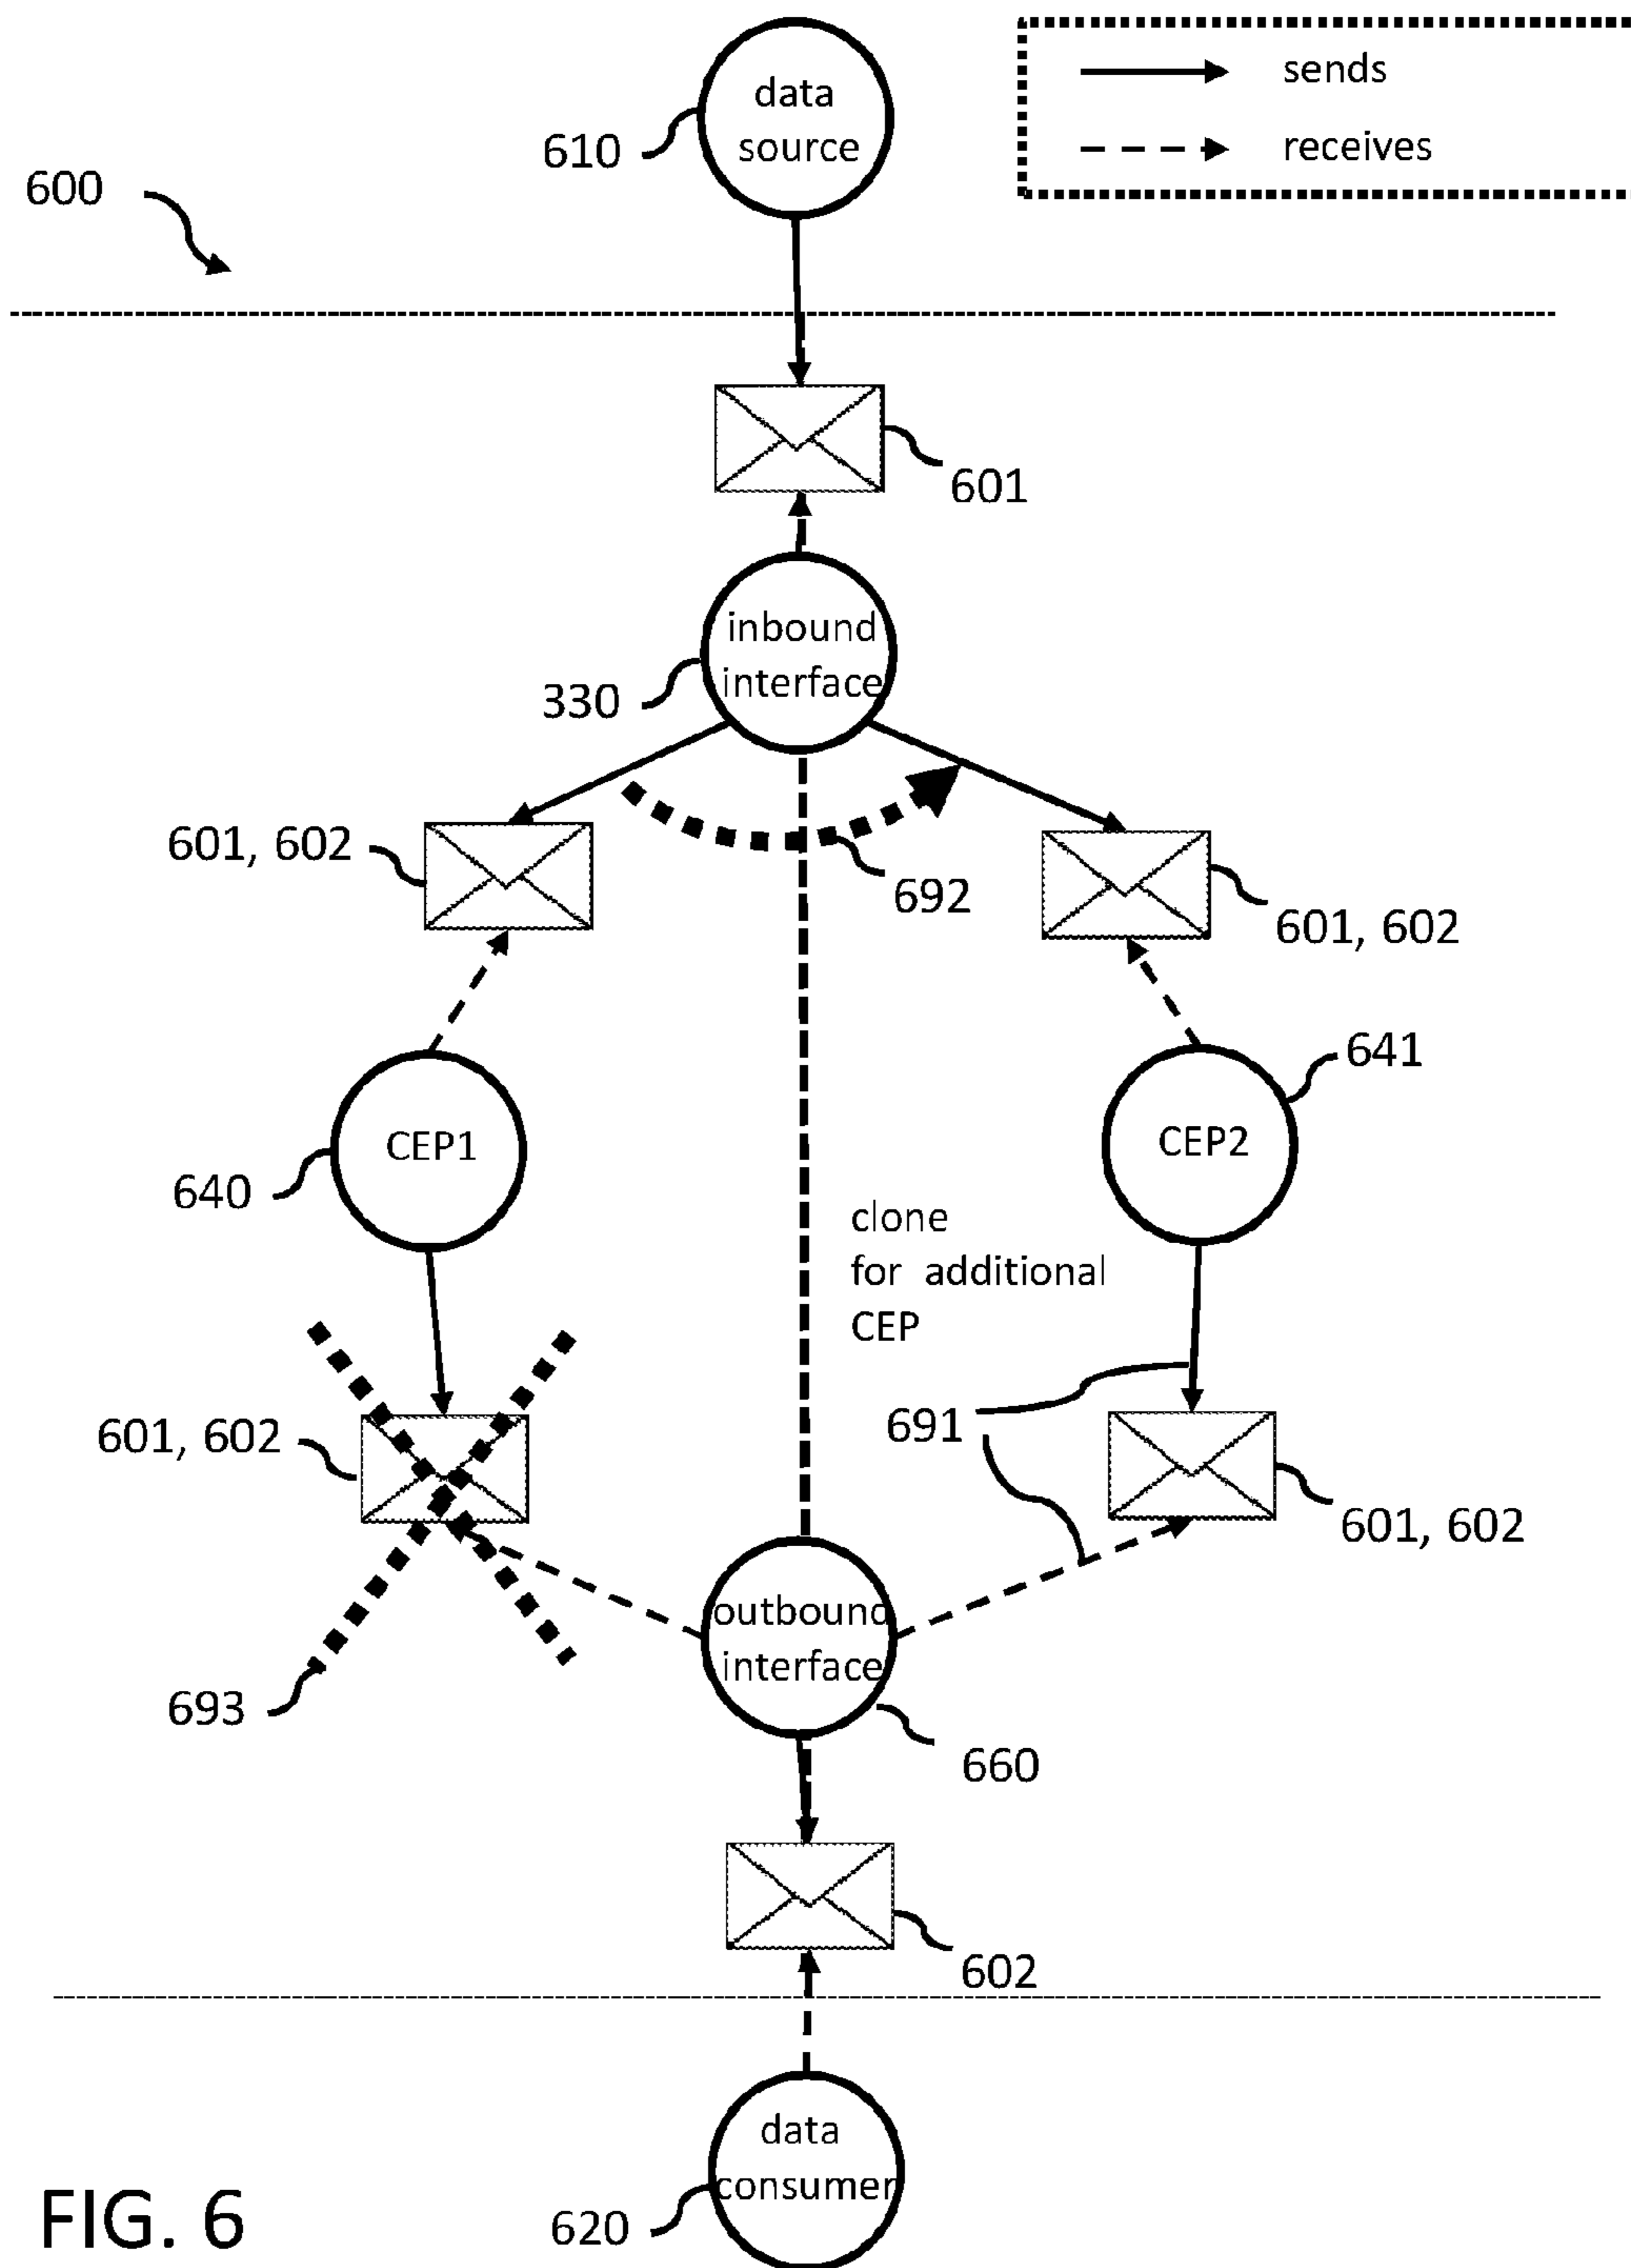 data
source
sends
receives
610
600
601
inbound
interface
330
601, 602
692
601, 602
641
CEP1
CEP2
640
clone
for additional
CEP
691
601, 602
601, 602
outbound
interface
693
660
602
data
consumer
620
FIG. 6